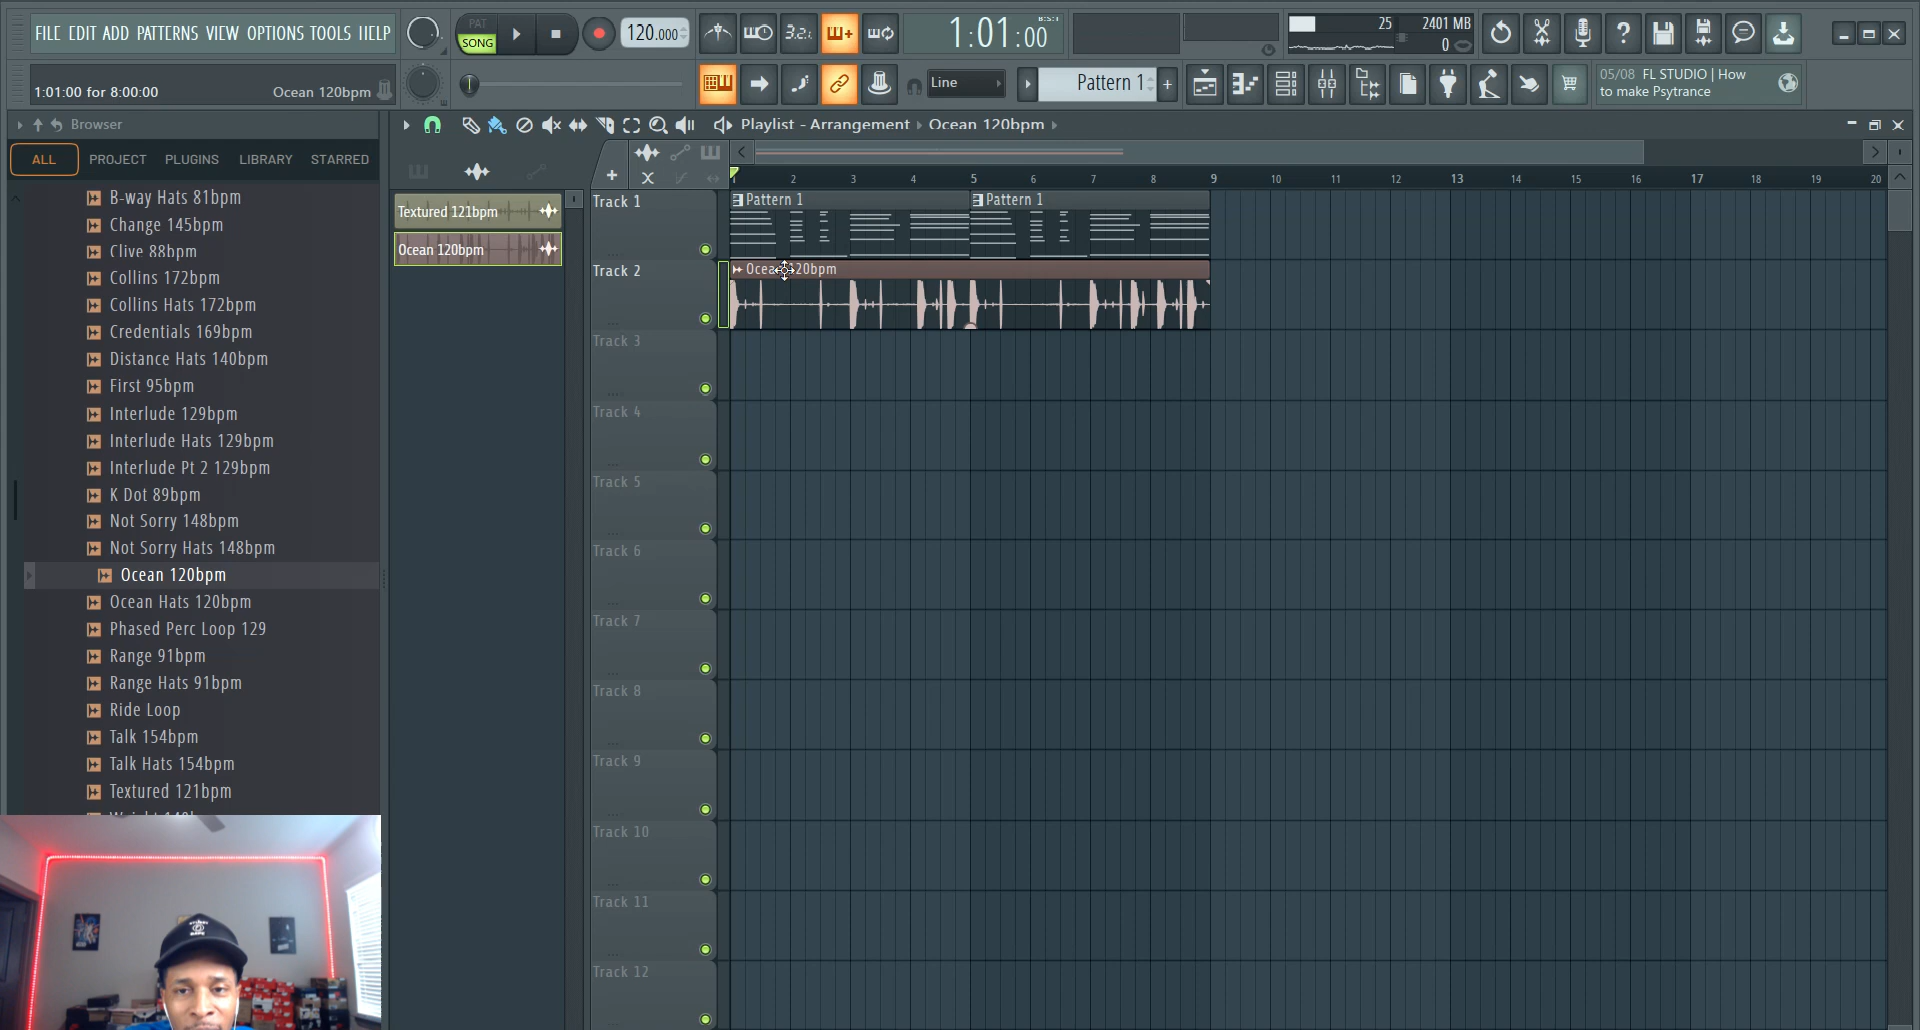 FILE EDIT ADD PATTERNS VIEW OPTIONS TOOLS HELP
PAT
SONG
120.000
3.2.
1:01:00
B:S:T
25
2401 MB
0
1:01:00 for 8:00:00
Ocean 120bpm
Line
Pattern 1
+
05/08 FL STUDIO | How
to make Psytrance
Browser
ALL
PROJECT
PLUGINS
LIBRARY
STARRED
Playlist - Arrangement › Ocean 120bpm
B-way Hats 81bpm
Change 145bpm
Clive 88bpm
Collins 172bpm
Collins Hats 172bpm
Credentials 169bpm
Distance Hats 140bpm
First 95bpm
Interlude 129bpm
Interlude Hats 129bpm
Interlude Pt 2 129bpm
K Dot 89bpm
Not Sorry 148bpm
Not Sorry Hats 148bpm
Ocean 120bpm
Ocean Hats 120bpm
Phased Perc Loop 129
Range 91bpm
Range Hats 91bpm
Ride Loop
Talk 154bpm
Talk Hats 154bpm
Textured 121bpm
Textured 121bpm
Ocean 120bpm
1 2 3 4 5 6 7 8 9 10 11 12 13 14 15 16 17 18 19 20
Track 1
Pattern 1
Pattern 1
Track 2
Ocean 120bpm
Track 3
Track 4
Track 5
Track 6
Track 7
Track 8
Track 9
Track 10
Track 11
Track 12